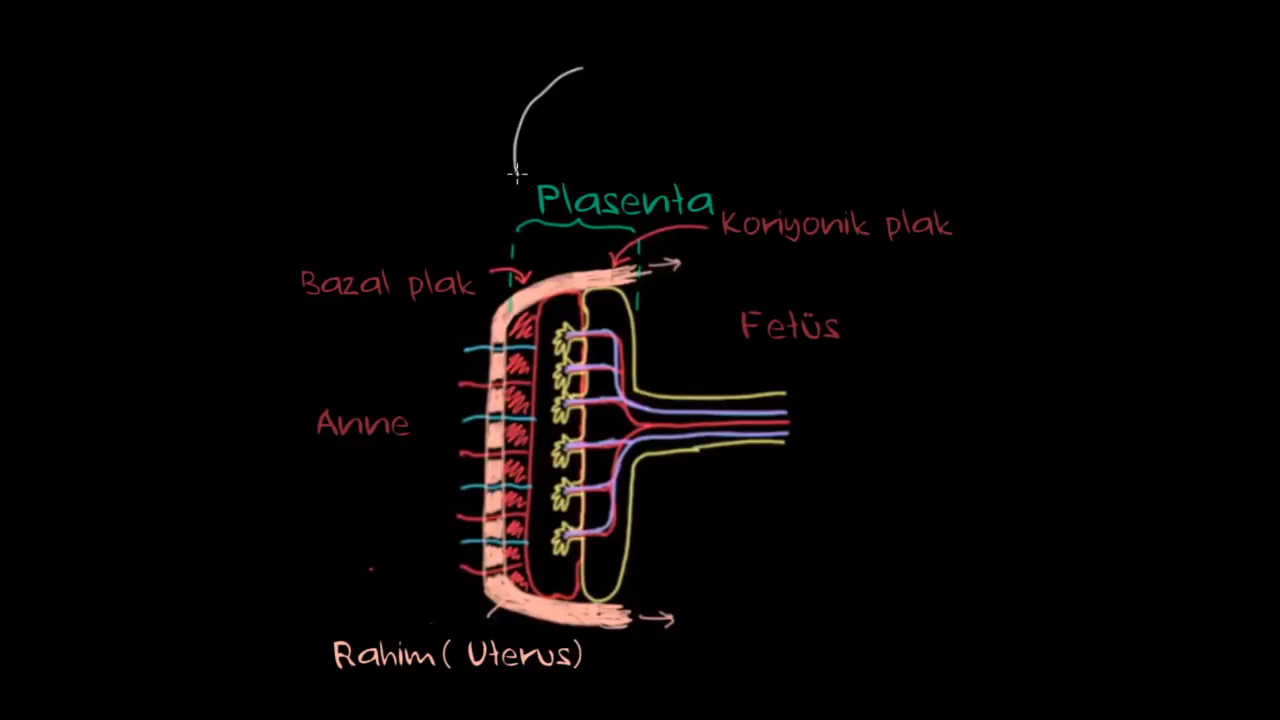 Plasenta
Koriyonik plak
Bazal plak
Fetüs
Anne
Rahim ( Uterus)